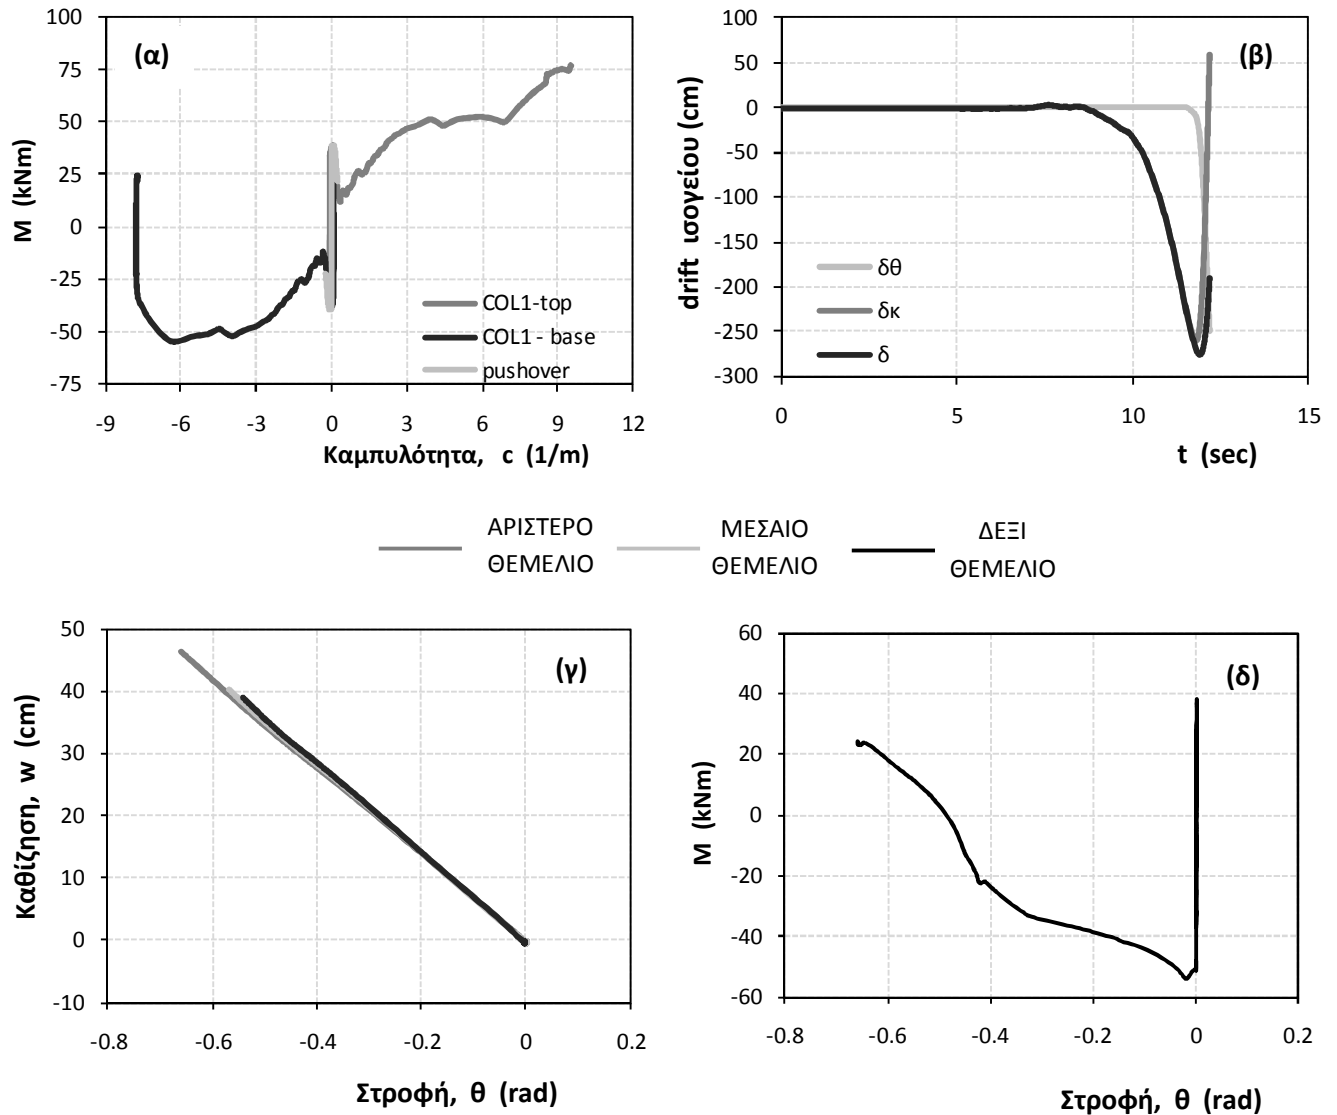 (α)
M (kNm)
100
75
50
25
0
-25
-50
-75
-9
-6
-3
0
3
6
9
12
Καμπυλότητα, c (1/m)
COL1-top
COL1 - base
pushover
(β)
drift ισογείου (cm)
100
50
0
-50
-100
-150
-200
-250
-300
0
5
10
15
t (sec)
δθ
δκ
δ
ΑΡΙΣΤΕΡΟ
ΘΕΜΕΛΙΟ
ΜΕΣΑΙΟ
ΘΕΜΕΛΙΟ
ΔΕΞΙ
ΘΕΜΕΛΙΟ
(γ)
Καθίζηση, w (cm)
50
40
30
20
10
0
-10
-0.8
-0.6
-0.4
-0.2
0
0.2
Στροφή, θ (rad)
(δ)
M (kNm)
60
40
20
0
-20
-40
-60
-0.8
-0.6
-0.4
-0.2
0
0.2
Στροφή, θ (rad)